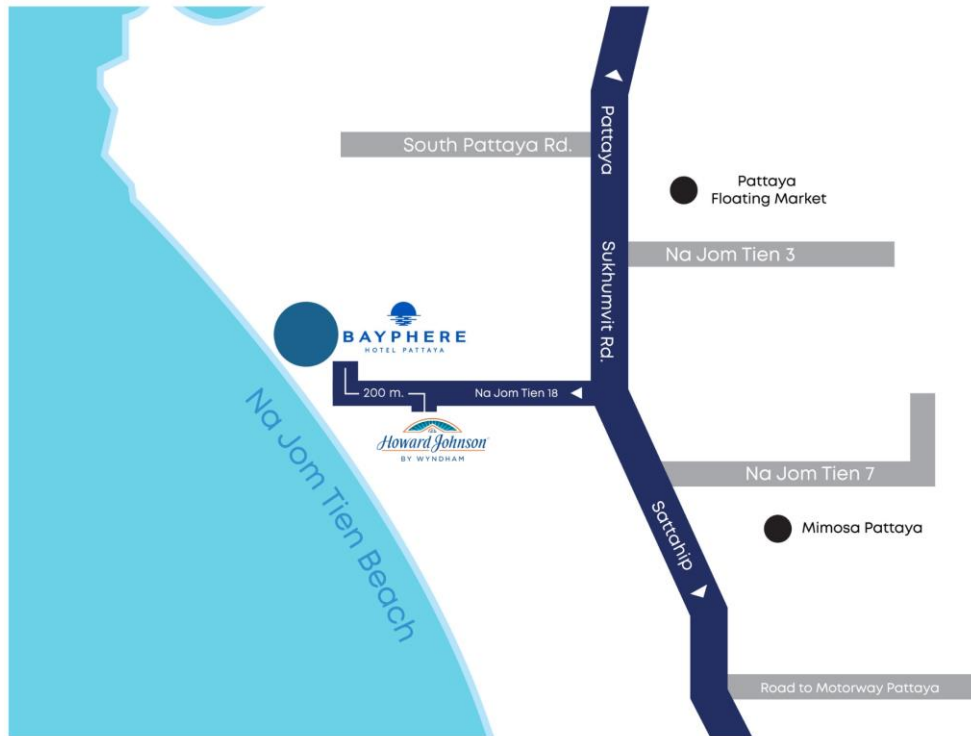 Pattaya
South Pattaya Rd.
Pattaya
Floating Market
Sukhumvit Rd.
Na Jom Tien 3
BAYPHERE
HOTEL PATTAYA
200 m.
Na Jom Tien 18
Howard Johnson
BY WYNDHAM
Na Jom Tien Beach
Na Jom Tien 7
Sattahip
Mimosa Pattaya
Road to Motorway Pattaya